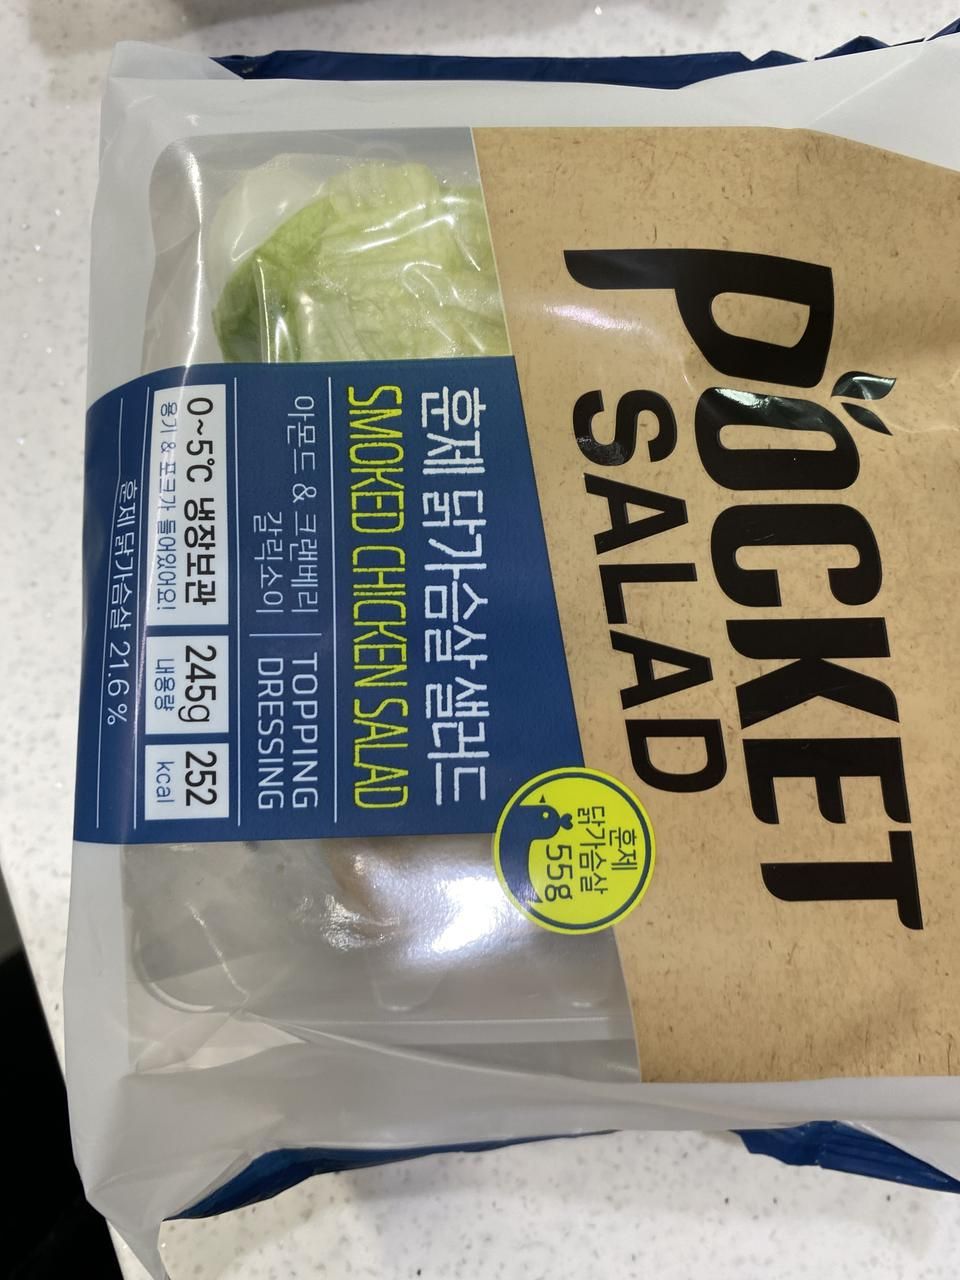 POCKET
SALAD
훈제
닭가슴살
55g
훈제 닭가슴살 샐러드
SMOKED CHICKEN SALAD
아몬드 & 크랜베리 | TOPPING
갈릭소이 | DRESSING
0~5℃ 냉장보관
용기 & 포크가 들어있어요!
245g
내용량
252
kcal
훈제 닭가슴살 21.6 %